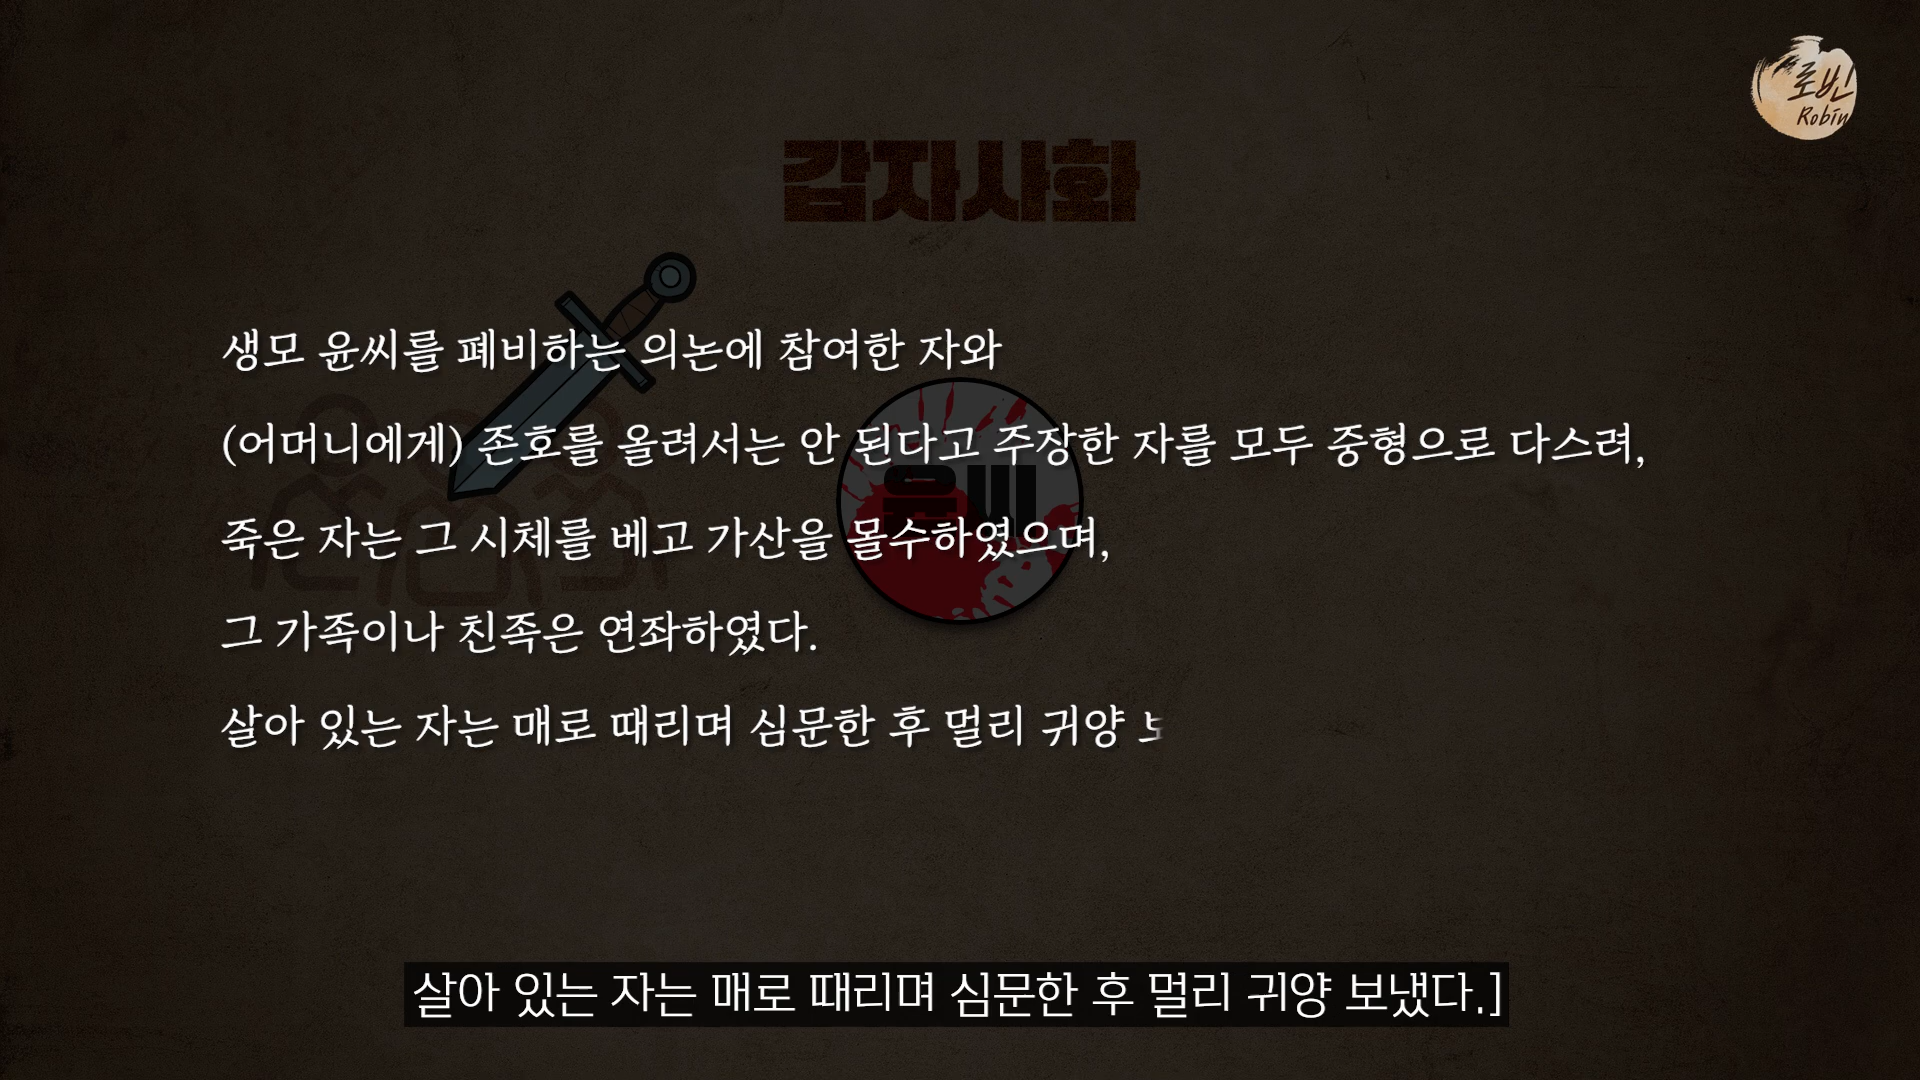 로빈
Robin
갑자사화
생모 윤씨를 폐비하는 의논에 참여한 자와
(어머니에게) 존호를 올려서는 안 된다고 주장한 자를 모두 중형으로 다스려,
윤씨
죽은 자는 그 시체를 베고 가산을 몰수하였으며,
그 가족이나 친족은 연좌하였다.
살아 있는 자는 매로 때리며 심문한 후 멀리 귀양
살아 있는 자는 매로 때리며 심문한 후 멀리 귀양 보냈다.]